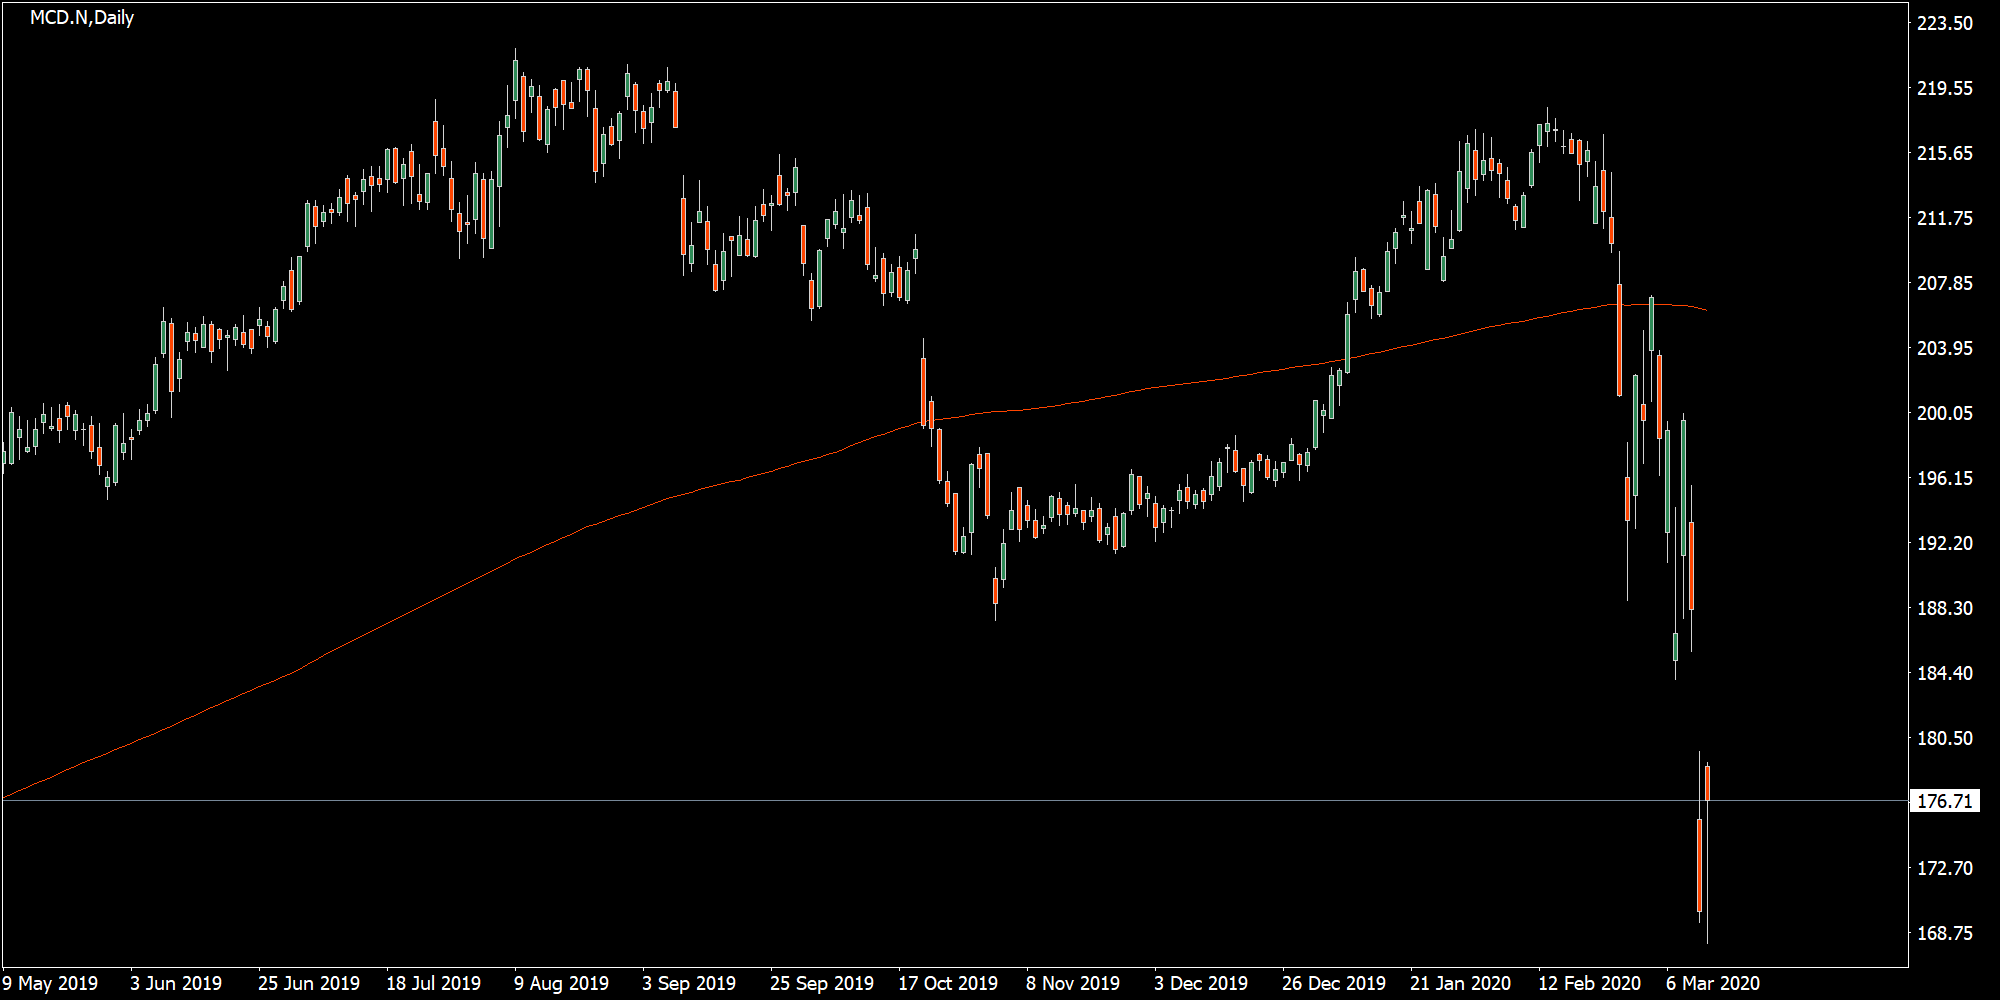 MCD.N,Daily
223.50
219.55
215.65
211.75
207.85
203.95
200.05
196.15
192.20
188.30
184.40
180.50
176.71
172.70
168.75
9 May 2019
3 Jun 2019
25 Jun 2019
18 Jul 2019
9 Aug 2019
3 Sep 2019
25 Sep 2019
17 Oct 2019
8 Nov 2019
3 Dec 2019
26 Dec 2019
21 Jan 2020
12 Feb 2020
6 Mar 2020